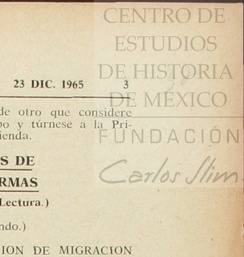 CENTRO DE
ESTUDIOS
DE HISTORIA
DE MÉXICO
FUNDACIÓN
Carlos Slim
23 DIC. 1965 3
de otro que considere
po y túrnese a la Pri-
ienda.
S DE
RMAS
Lectura.)
ndo.)
ION DE MIGRACION